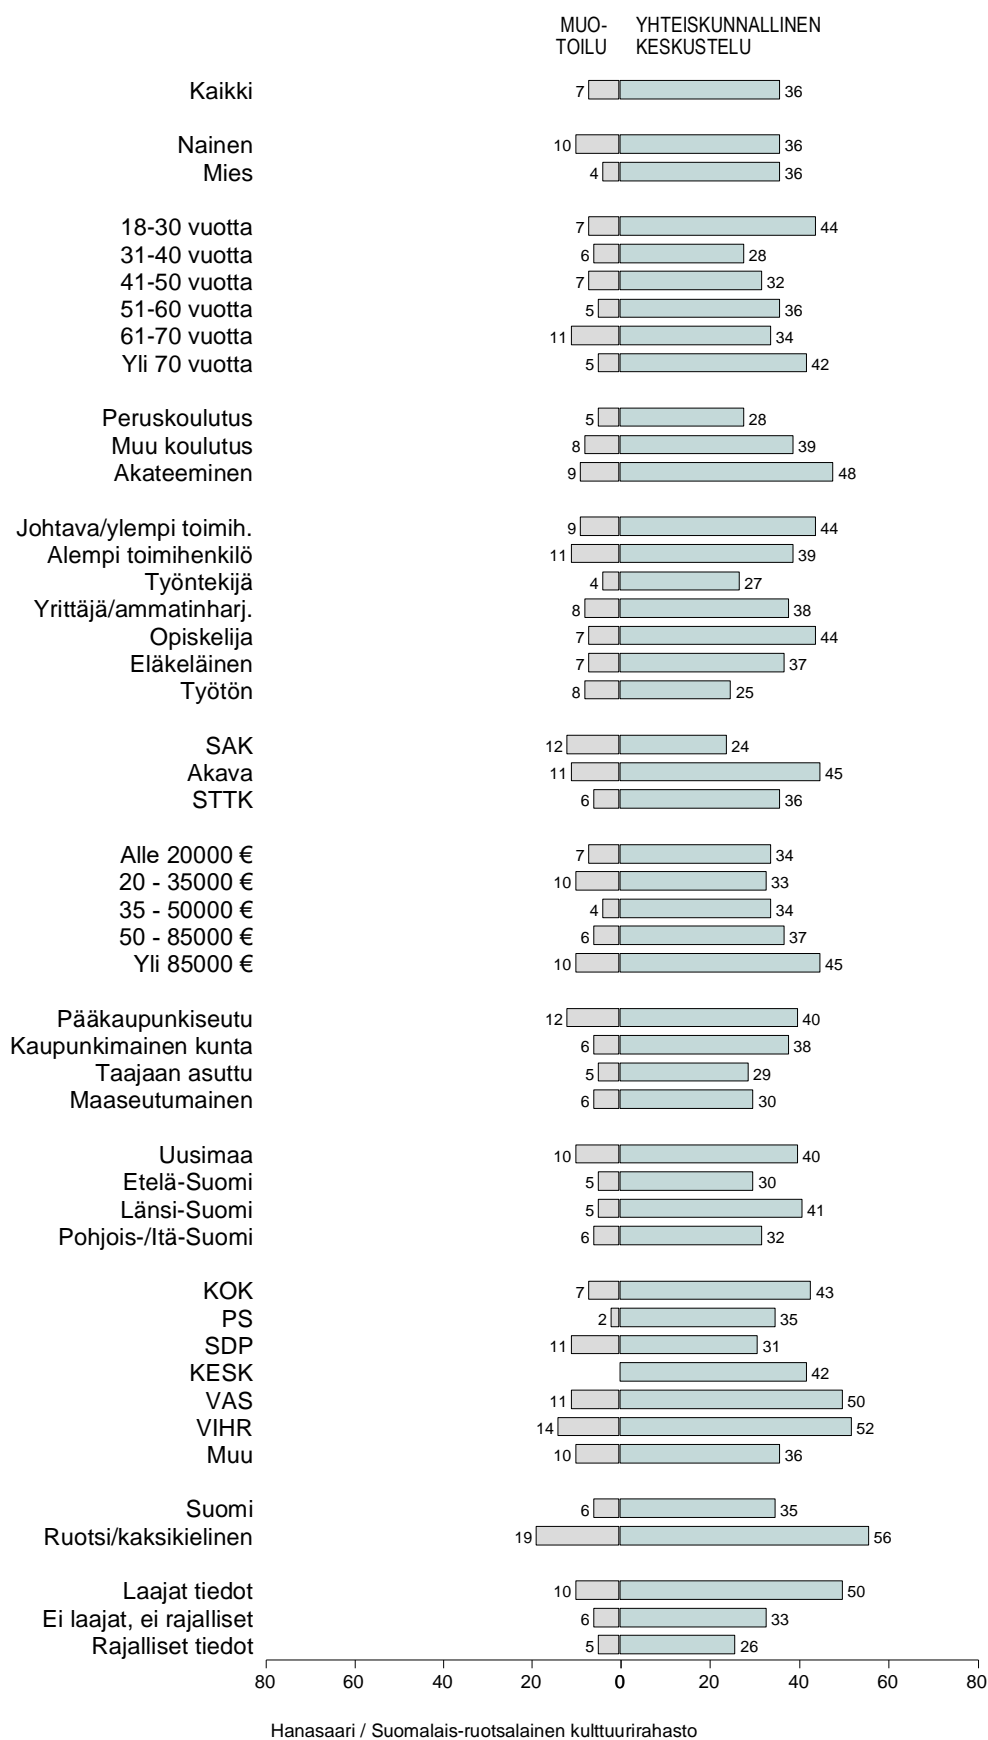 MUO- YHTEISKUNNALLINEN
TOILU KESKUSTELU
Kaikki 7 36
Nainen 10 36
Mies 4 36
18-30 vuotta 7 44
31-40 vuotta 6 28
41-50 vuotta 7 32
51-60 vuotta 5 36
61-70 vuotta 11 34
Yli 70 vuotta 5 42
Peruskoulutus 5 28
Muu koulutus 8 39
Akateeminen 9 48
Johtava/ylempi toimih. 9 44
Alempi toimihenkilö 11 39
Työntekijä 4 27
Yrittäjä/ammatinharj. 8 38
Opiskelija 7 44
Eläkeläinen 7 37
Työtön 8 25
SAK 12 24
Akava 11 45
STTK 6 36
Alle 20000 € 7 34
20 - 35000 € 10 33
35 - 50000 € 4 34
50 - 85000 € 6 37
Yli 85000 € 10 45
Pääkaupunkiseutu 12 40
Kaupunkimainen kunta 6 38
Taajaan asuttu 5 29
Maaseutumainen 6 30
Uusimaa 10 40
Etelä-Suomi 5 30
Länsi-Suomi 5 41
Pohjois-/Itä-Suomi 6 32
KOK 7 43
PS 2 35
SDP 11 31
KESK 42
VAS 11 50
VIHR 14 52
Muu 10 36
Suomi 6 35
Ruotsi/kaksikielinen 19 56
Laajat tiedot 10 50
Ei laajat, ei rajalliset 6 33
Rajalliset tiedot 5 26
80 60 40 20 0 20 40 60 80
Hanasaari / Suomalais-ruotsalainen kulttuurirahasto